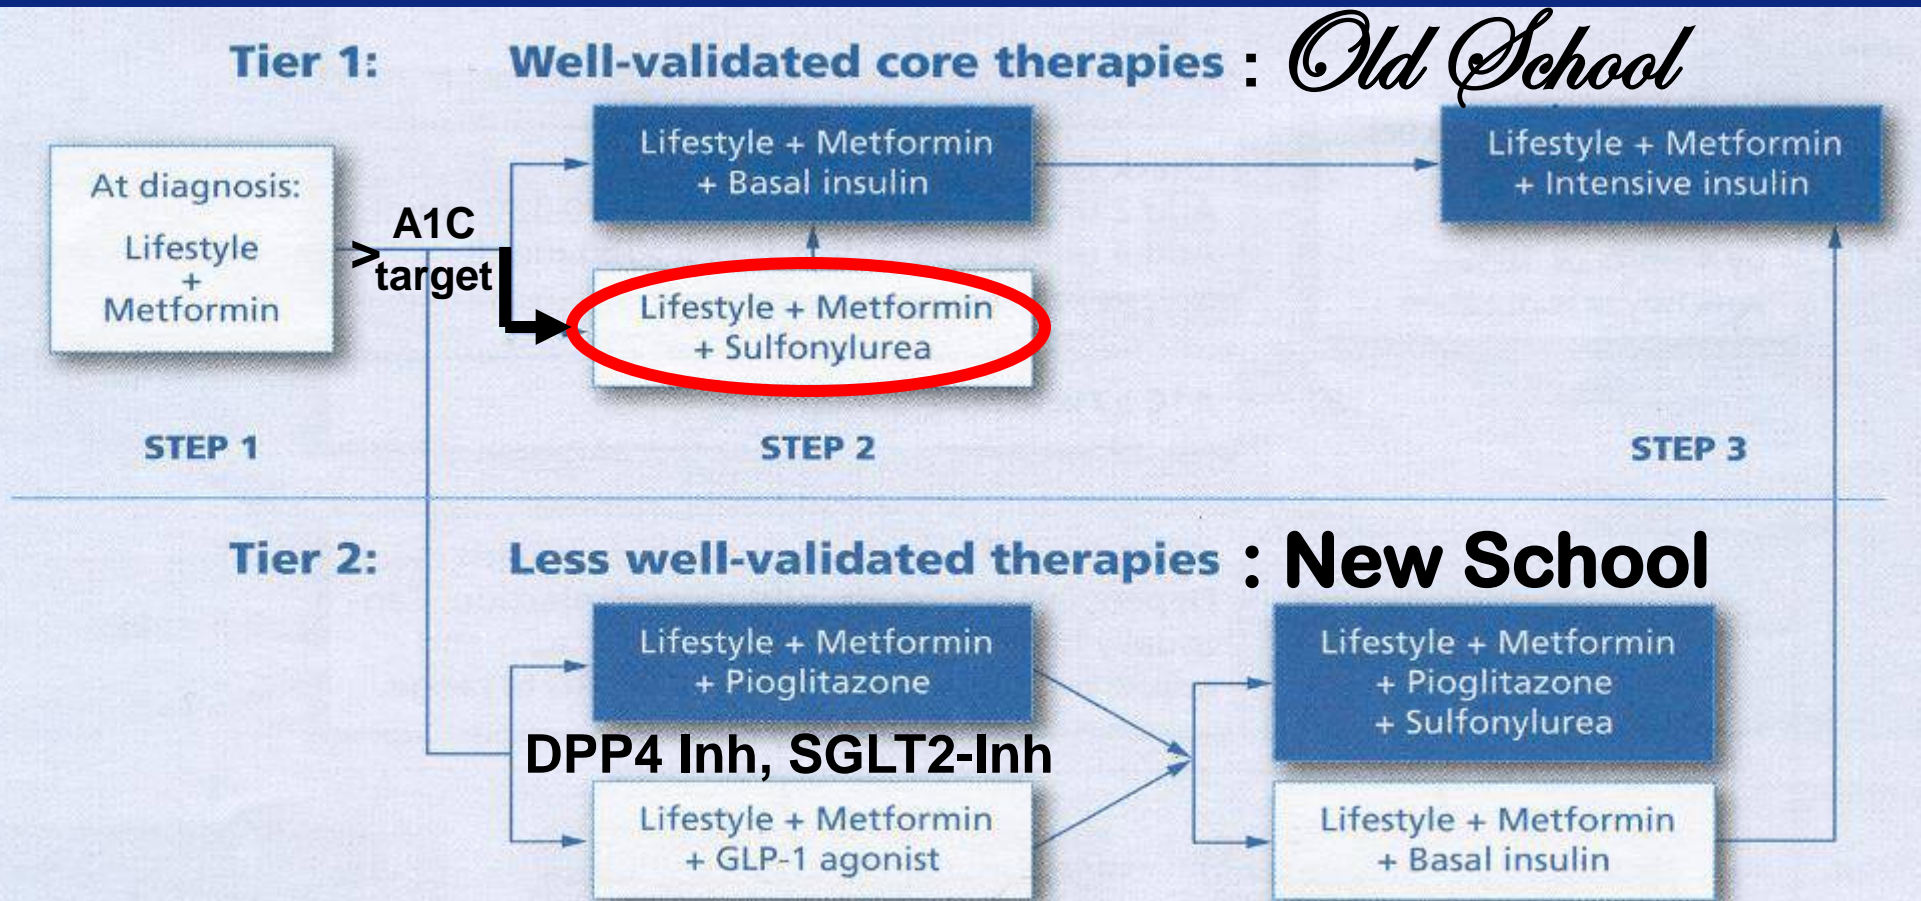 Tier 1: Well-validated core therapies : Old School
At diagnosis:
Lifestyle
+
Metformin
> A1C
target
Lifestyle + Metformin
+ Basal insulin
Lifestyle + Metformin
+ Intensive insulin
Lifestyle + Metformin
+ Sulfonylurea
STEP 1 STEP 2 STEP 3
Tier 2: Less well-validated therapies : New School
Lifestyle + Metformin
+ Pioglitazone
DPP4 Inh, SGLT2-Inh
Lifestyle + Metformin
+ GLP-1 agonist
Lifestyle + Metformin
+ Pioglitazone
+ Sulfonylurea
Lifestyle + Metformin
+ Basal insulin